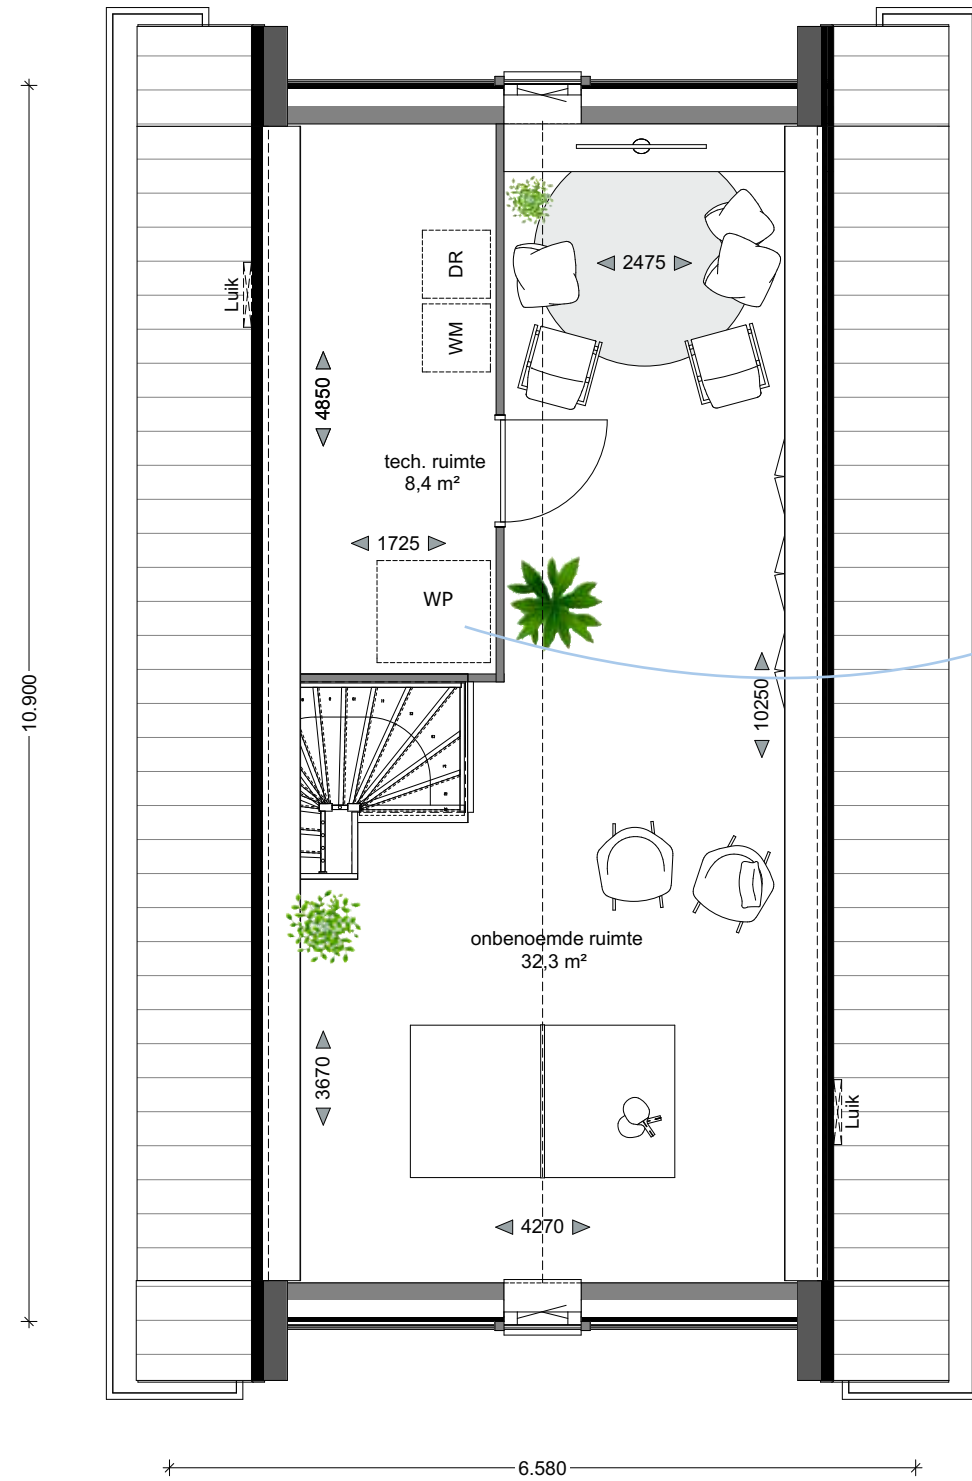 DR
2475
Luik
WM
4850
tech. ruimte
8,4 m²
1725
WP
10.900
10250
onbenoemde ruimte
32,3 m²
3670
Luik
4270
6.580